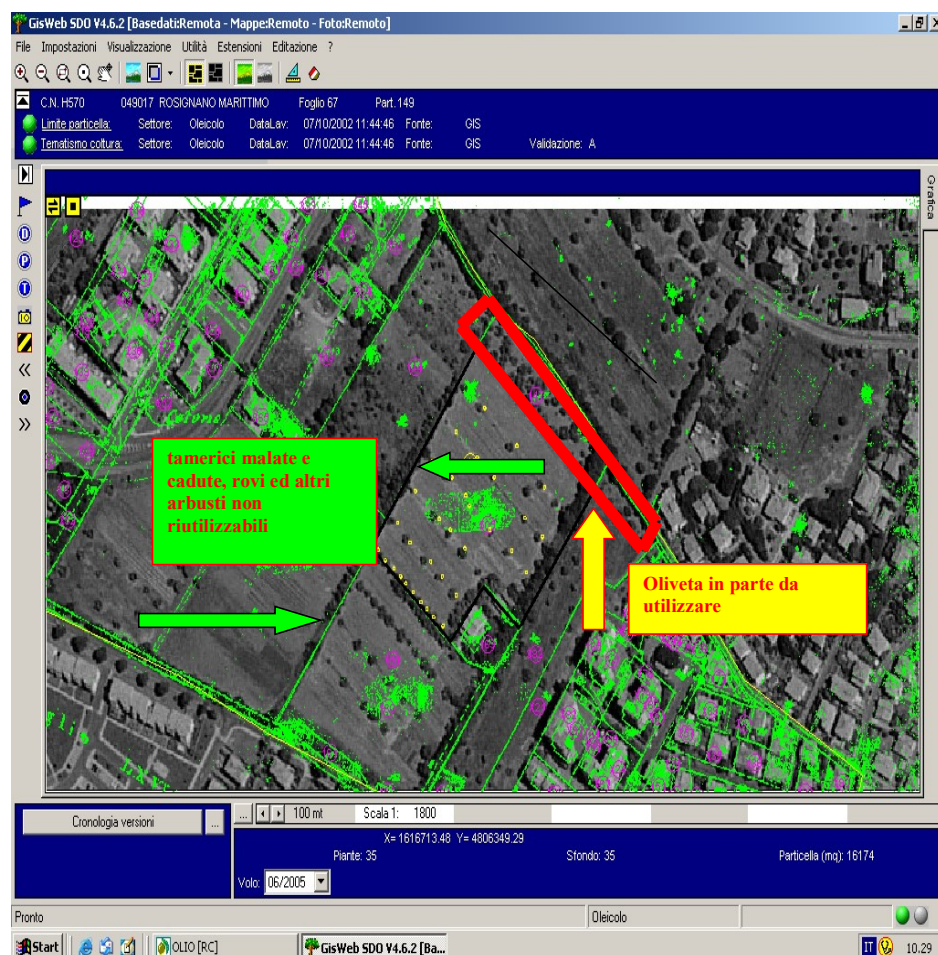 GisWeb SDO V4.6.2 [Basedati:Remota - Mappe:Remoto - Foto:Remoto]
File Impostazioni Visualizzazione Utilità Estensioni Editazione ?
C.N. H570 049017 ROSIGNANO MARITTIMO Foglio 67 Part. 149
Limite particella: Settore: Oleicolo DataLav: 07/10/2002 11:44:46 Fonte: GIS
Tematismo coltura: Settore: Oleicolo DataLav: 07/10/2002 11:44:46 Fonte: GIS Validazione: A
Grafica
D
P
T
tamerici malate e
cadute, rovi ed altri
arbusti non
riutilizzabili
Oliveta in parte da
utilizzare
Cronologia versioni ...
... 100 mt Scala 1: 1800
X= 1616713.48 Y= 4806349.29
Piante: 35 Sfondo: 35 Particella (mq): 16174
Volo: 06/2005
Pronto Oleicolo
Start OLIO [RC] GisWeb SDO V4.6.2 [Ba... IT 10.29